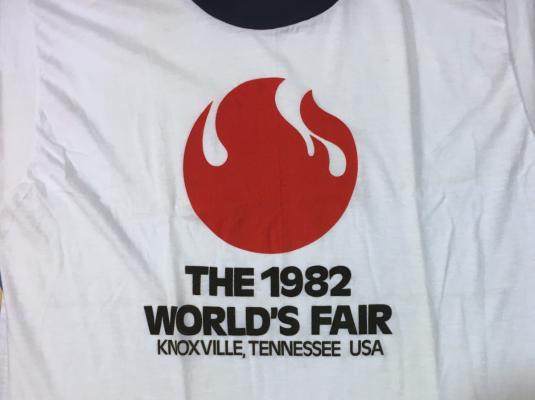 THE 1982
WORLD'S FAIR
KNOXVILLE, TENNESSEE USA